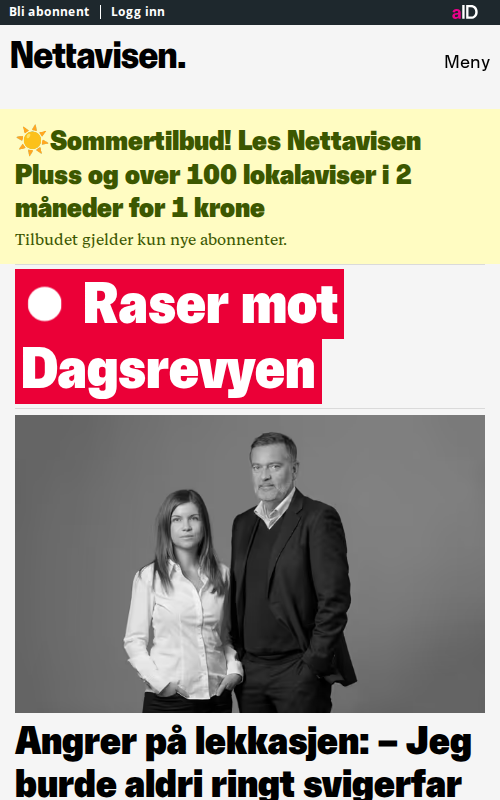 Bli abonnent | Logg inn
aID
Nettavisen.
Meny
☀️Sommertilbud! Les Nettavisen
Pluss og over 100 lokalaviser i 2
måneder for 1 krone
Tilbudet gjelder kun nye abonnenter.
Raser mot
Dagsrevyen
Angrer på lekkasjen: – Jeg
burde aldri ringt svigerfar